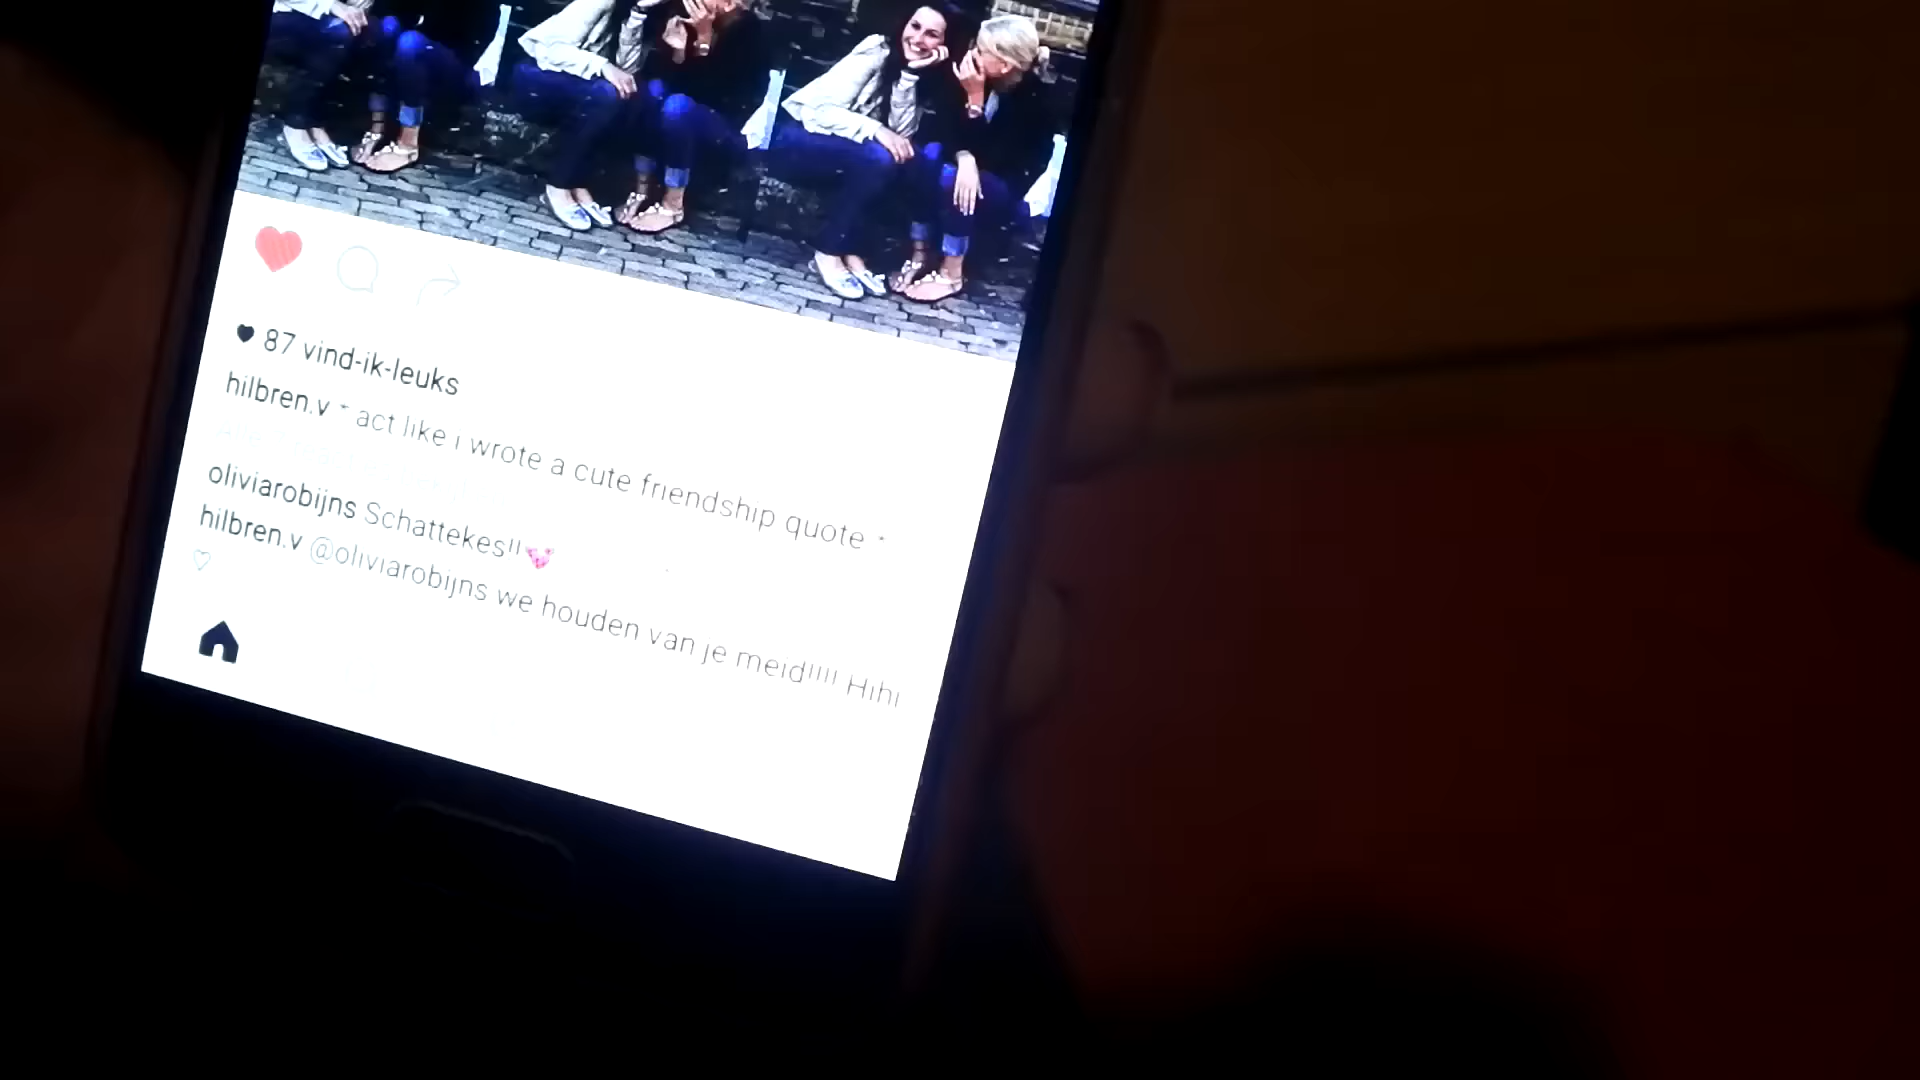 87 vind-ik-leuks
hilbren.v * act like i wrote a cute friendship quote *
oliviarobijns Schattekes!!
hilbren.v @oliviarobijns we houden van je meid!!!! Hihi